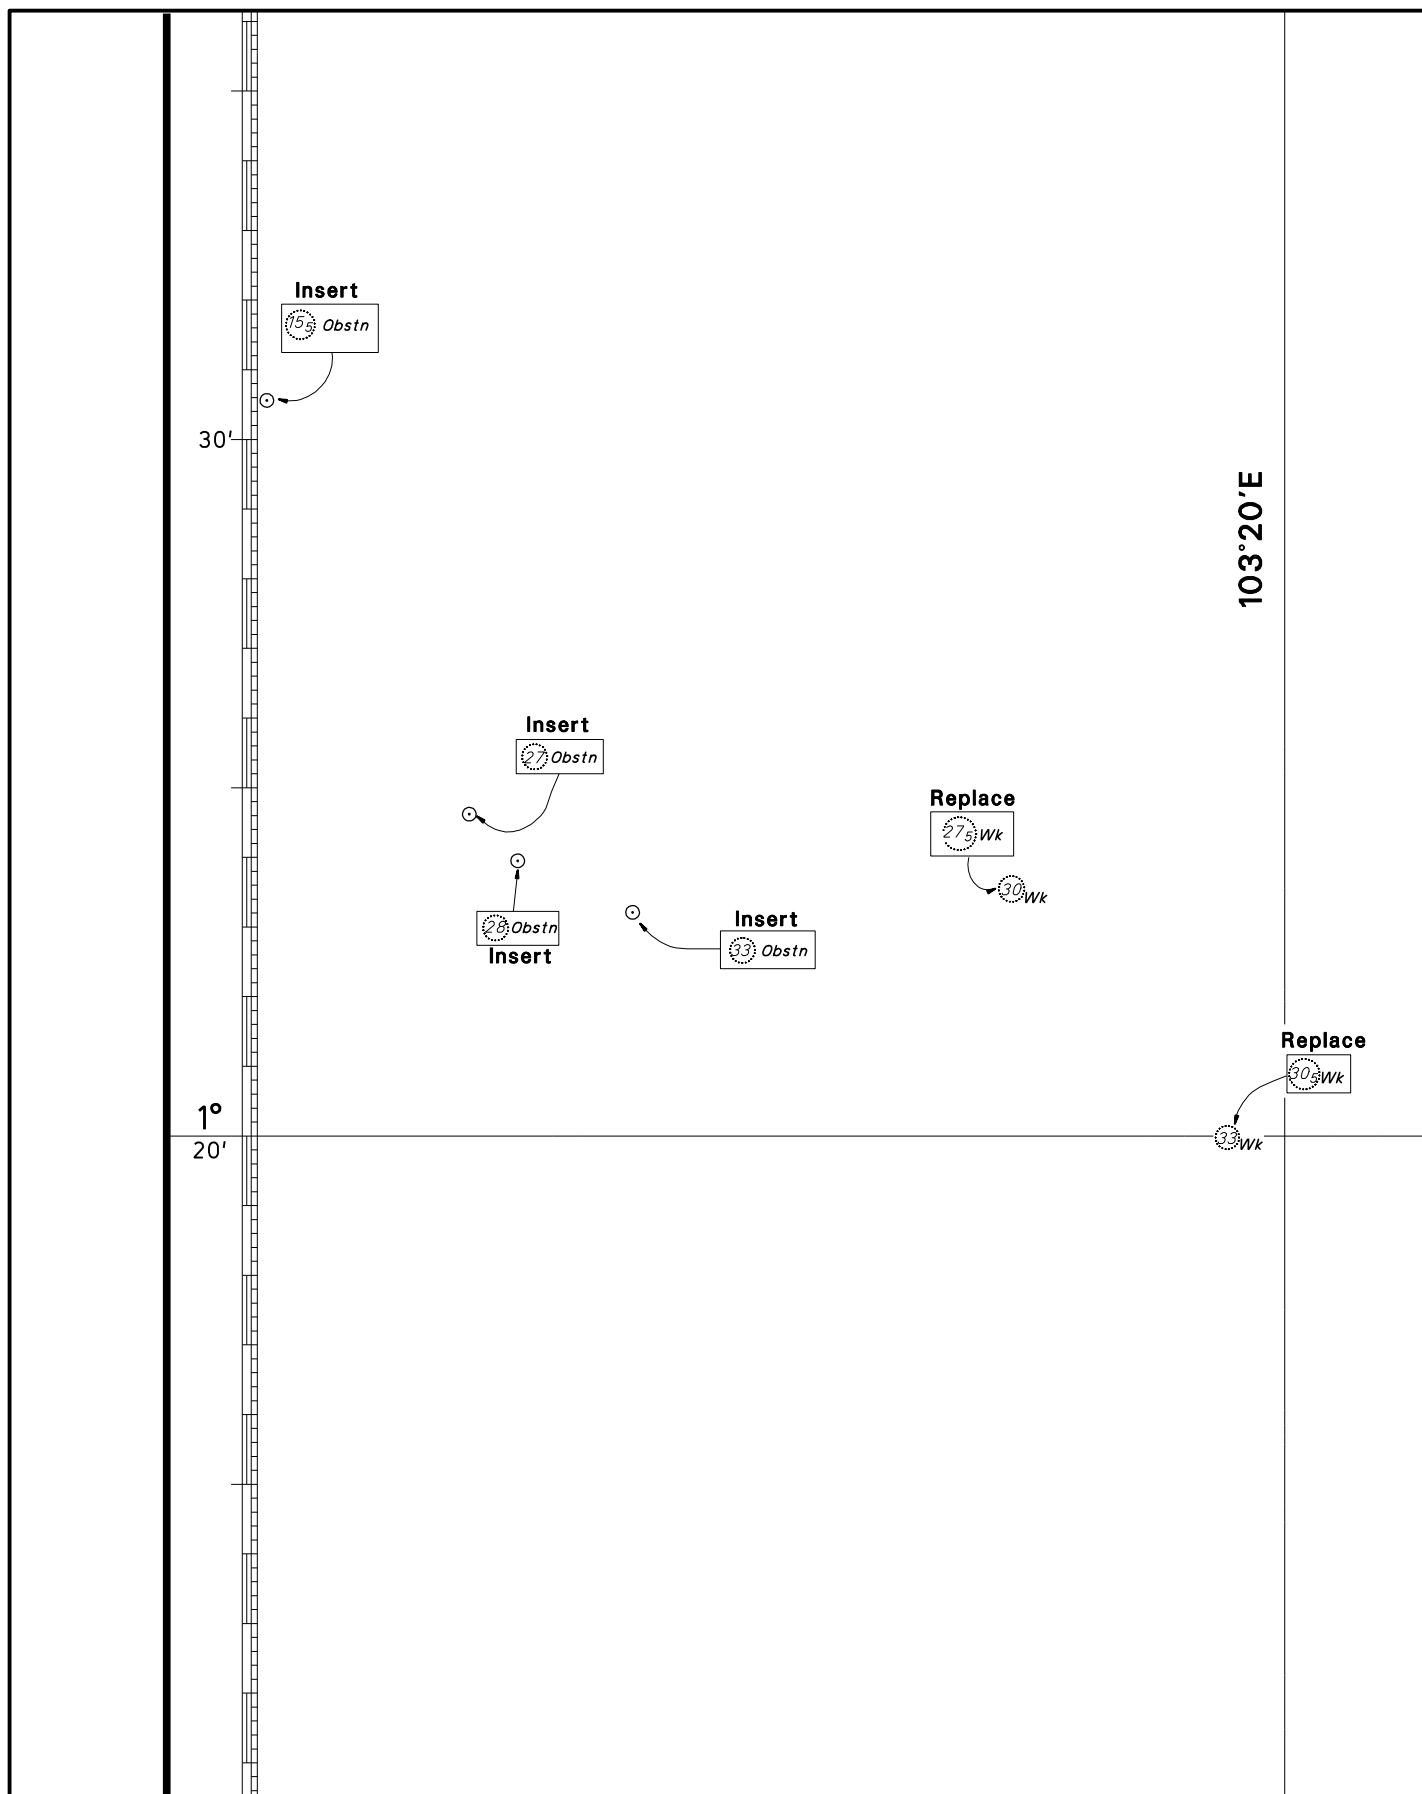 Insert
15₅ Obstn
30'
103°20'E
Insert
27 Obstn
Replace
27₅ Wk
30 Wk
28 Obstn
Insert
Insert
33 Obstn
Replace
30₅ Wk
1°
20'
33 Wk